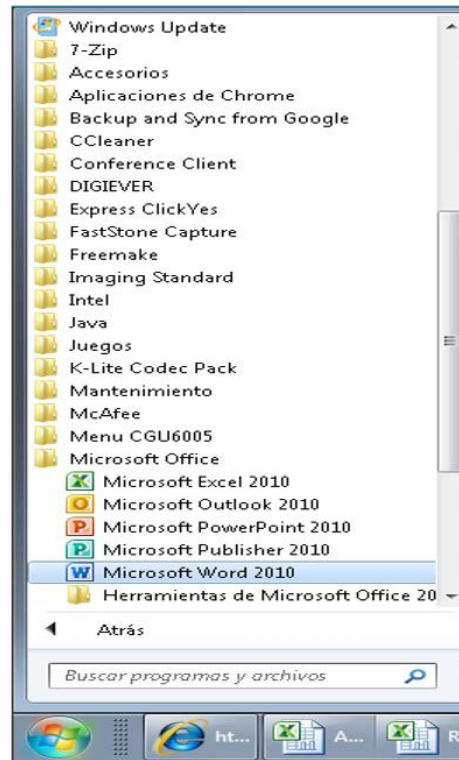 Windows Update
7-Zip
Accesorios
Aplicaciones de Chrome
Backup and Sync from Google
CCleaner
Conference Client
DIGIEVER
Express ClickYes
FastStone Capture
Freemake
Imaging Standard
Intel
Java
Juegos
K-Lite Codec Pack
Mantenimiento
McAfee
Menu CGU6005
Microsoft Office
Microsoft Excel 2010
Microsoft Outlook 2010
Microsoft PowerPoint 2010
Microsoft Publisher 2010
Microsoft Word 2010
Herramientas de Microsoft Office 20
Atrás
Buscar programas y archivos
ht... A... R